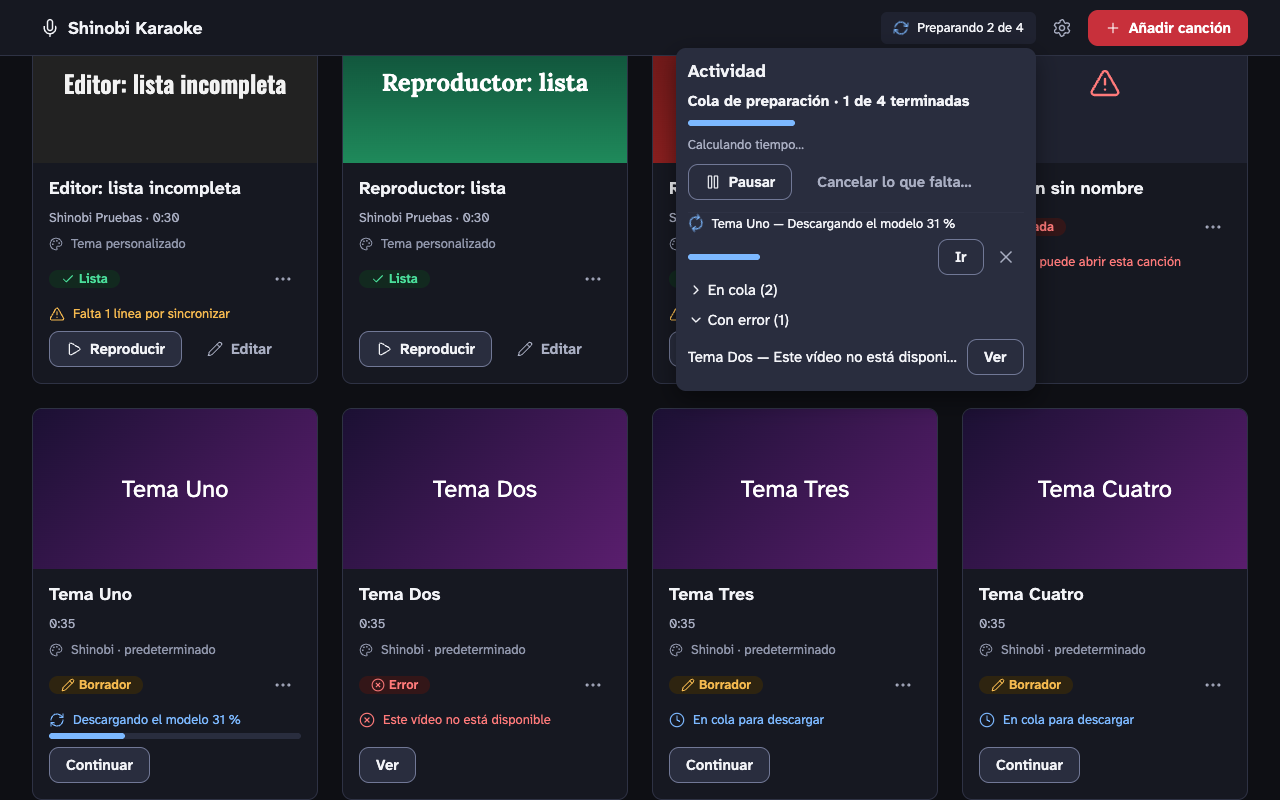 Shinobi Karaoke
Preparando 2 de 4
Añadir canción
Editor: lista incompleta
Reproductor: lista
Editor: lista incompleta
Shinobi Pruebas · 0:30
Tema personalizado
Lista
Falta 1 línea por sincronizar
Reproducir
Editar
Reproductor: lista
Shinobi Pruebas · 0:30
Tema personalizado
Lista
Reproducir
Editar
Actividad
Cola de preparación · 1 de 4 terminadas
Calculando tiempo...
Pausar
Cancelar lo que falta...
Tema Uno — Descargando el modelo 31 %
Ir
En cola (2)
Con error (1)
Tema Dos — Este vídeo no está disponi...
Ver
sin nombre
puede abrir esta canción
Tema Uno
Tema Dos
Tema Tres
Tema Cuatro
Tema Uno
0:35
Shinobi · predeterminado
Borrador
Descargando el modelo 31 %
Continuar
Tema Dos
0:35
Shinobi · predeterminado
Error
Este vídeo no está disponible
Ver
Tema Tres
0:35
Shinobi · predeterminado
Borrador
En cola para descargar
Continuar
Tema Cuatro
0:35
Shinobi · predeterminado
Borrador
En cola para descargar
Continuar